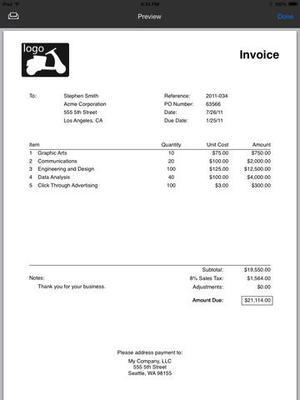 iPad
4:34 PM
100%
Preview
Done
logo
Invoice
To: Stephen Smith Reference: 2011-034
Acme Corporation PO Number: 63566
555 5th Street Date: 7/26/11
Los Angeles, CA Due Date: 1/25/11
Item Quantity Unit Cost Amount
1 Graphic Arts 10 $75.00 $750.00
2 Communications 20 $100.00 $2,000.00
3 Engineering and Design 100 $125.00 $12,500.00
4 Data Analysis 40 $100.00 $4,000.00
5 Click Through Advertising 100 $3.00 $300.00
Subtotal: $19,550.00
Notes: 8% Sales Tax: $1,564.00
Thank you for your business. Adjustments: $0.00
Amount Due: $21,114.00
Please address payment to:
My Company, LLC
555 5th Street
Seattle, WA 98155